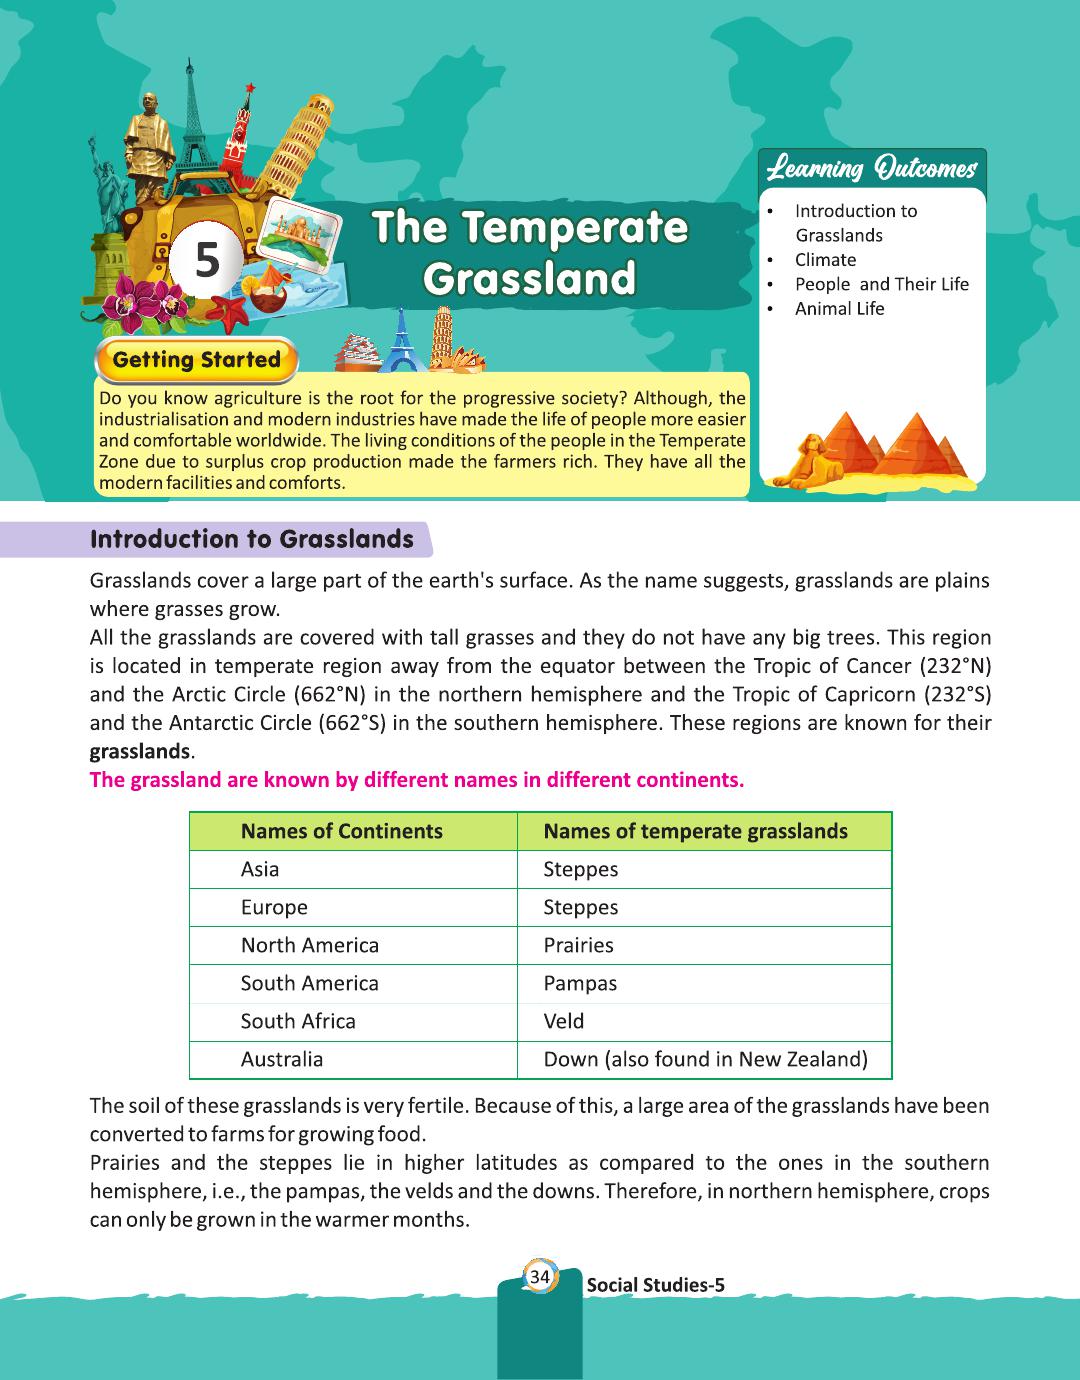 5
The Temperate
Grassland
Learning Outcomes
• Introduction to
Grasslands
• Climate
• People and Their Life
• Animal Life
Getting Started
Do you know agriculture is the root for the progressive society? Although, the
industrialisation and modern industries have made the life of people more easier
and comfortable worldwide. The living conditions of the people in the Temperate
Zone due to surplus crop production made the farmers rich. They have all the
modern facilities and comforts.
Introduction to Grasslands
Grasslands cover a large part of the earth's surface. As the name suggests, grasslands are plains
where grasses grow.
All the grasslands are covered with tall grasses and they do not have any big trees. This region
is located in temperate region away from the equator between the Tropic of Cancer (232°N)
and the Arctic Circle (662°N) in the northern hemisphere and the Tropic of Capricorn (232°S)
and the Antarctic Circle (662°S) in the southern hemisphere. These regions are known for their
grasslands.
The grassland are known by different names in different continents.
Names of Continents Names of temperate grasslands
Asia Steppes
Europe Steppes
North America Prairies
South America Pampas
South Africa Veld
Australia Down (also found in New Zealand)
The soil of these grasslands is very fertile. Because of this, a large area of the grasslands have been
converted to farms for growing food.
Prairies and the steppes lie in higher latitudes as compared to the ones in the southern
hemisphere, i.e., the pampas, the velds and the downs. Therefore, in northern hemisphere, crops
can only be grown in the warmer months.
34
Social Studies-5